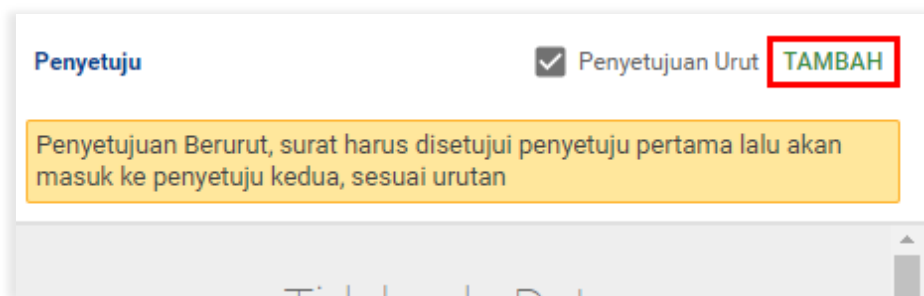 Penyetuju
Penyetujuan Urut TAMBAH
Penyetujuan Berurut, surat harus disetujui penyetuju pertama lalu akan
masuk ke penyetuju kedua, sesuai urutan